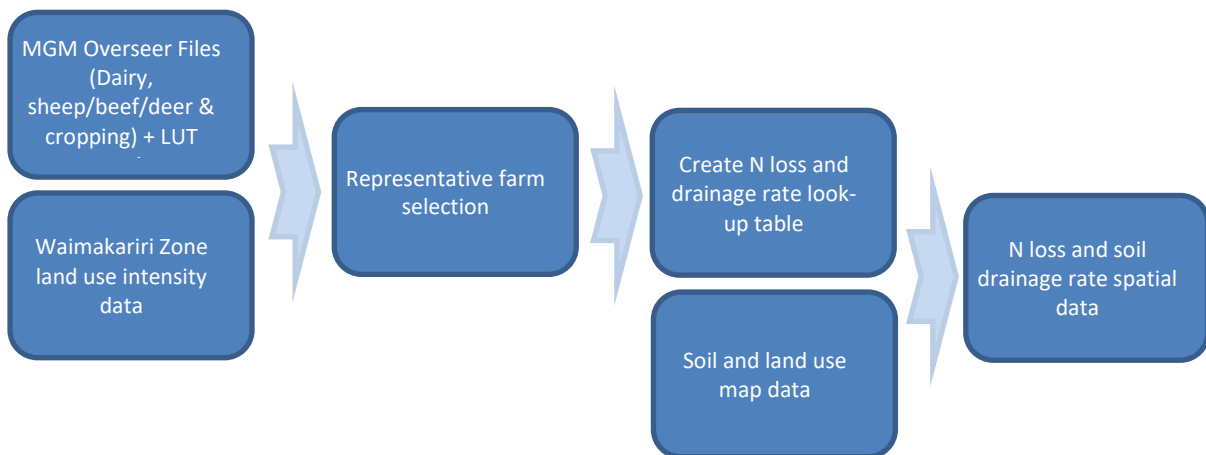 MGM Overseer Files
(Dairy,
sheep/beef/deer &
cropping) + LUT
Waimakariri Zone
land use intensity
data
Representative farm
selection
Create N loss and
drainage rate look-
up table
Soil and land use
map data
N loss and soil
drainage rate spatial
data